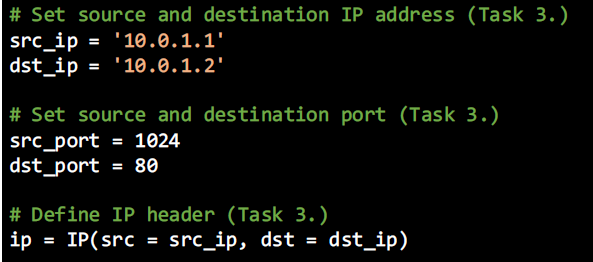 # Set source and destination IP address (Task 3.)
src_ip = '10.0.1.1'
dst_ip = '10.0.1.2'
# Set source and destination port (Task 3.)
src_port = 1024
dst_port = 80
# Define IP header (Task 3.)
ip = IP(src = src_ip, dst = dst_ip)